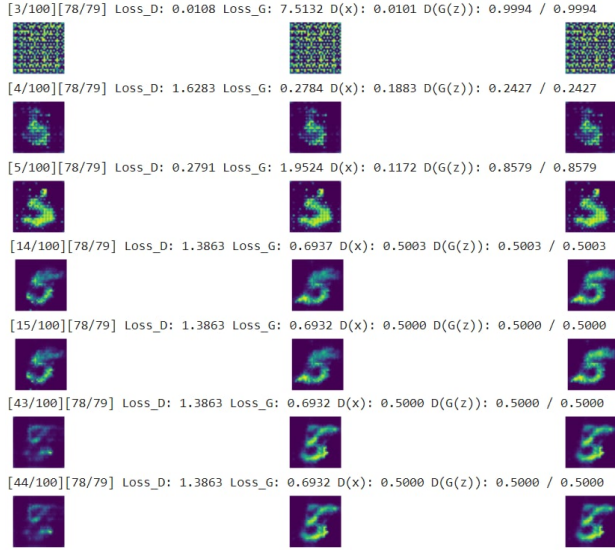 [3/100][78/79] Loss_D: 0.0108 Loss_G: 7.5132 D(x): 0.0101 D(G(z)): 0.9994 / 0.9994
[4/100][78/79] Loss_D: 1.6283 Loss_G: 0.2784 D(x): 0.1883 D(G(z)): 0.2427 / 0.2427
[5/100][78/79] Loss_D: 0.2791 Loss_G: 1.9524 D(x): 0.1172 D(G(z)): 0.8579 / 0.8579
[14/100][78/79] Loss_D: 1.3863 Loss_G: 0.6937 D(x): 0.5003 D(G(z)): 0.5003 / 0.5003
[15/100][78/79] Loss_D: 1.3863 Loss_G: 0.6932 D(x): 0.5000 D(G(z)): 0.5000 / 0.5000
[43/100][78/79] Loss_D: 1.3863 Loss_G: 0.6932 D(x): 0.5000 D(G(z)): 0.5000 / 0.5000
[44/100][78/79] Loss_D: 1.3863 Loss_G: 0.6932 D(x): 0.5000 D(G(z)): 0.5000 / 0.5000